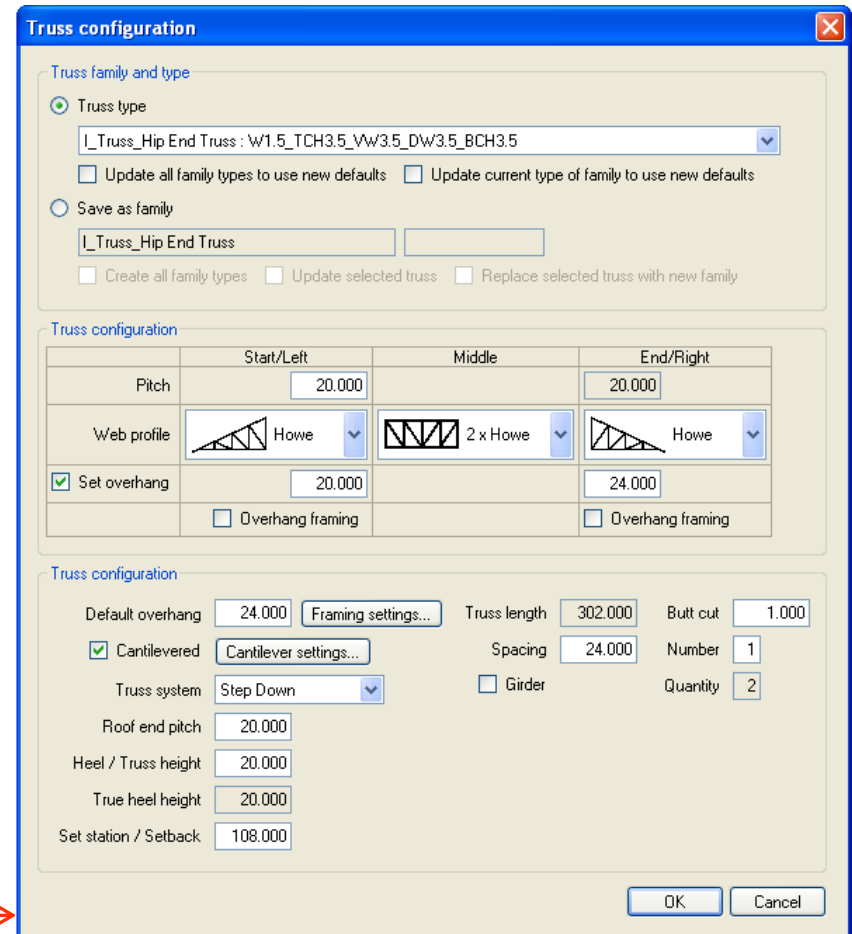 Truss configuration
Truss family and type
Truss type
I_Truss_Hip End Truss : W1.5_TCH3.5_VW3.5_DW3.5_BCH3.5
Update all family types to use new defaults Update current type of family to use new defaults
Save as family
I_Truss_Hip End Truss
Create all family types Update selected truss Replace selected truss with new family
Truss configuration
Start/Left Middle End/Right
Pitch 20.000 20.000
Web profile Howe 2 x Howe Howe
Set overhang 20.000 24.000
Overhang framing Overhang framing
Truss configuration
Default overhang 24.000 Framing settings... Truss length 302.000 Butt cut 1.000
Cantilevered Cantilever settings... Spacing 24.000 Number 1
Truss system Step Down Girder Quantity 2
Roof end pitch 20.000
Heel / Truss height 20.000
True heel height 20.000
Set station / Setback 108.000
OK Cancel